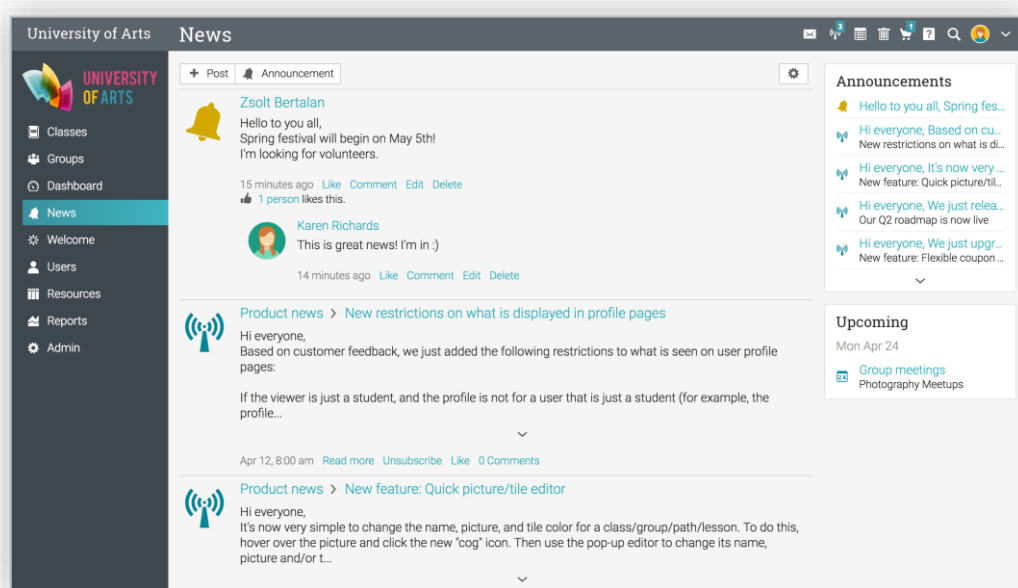 University of Arts
News
3
1
?
UNIVERSITY
OF ARTS
Classes
Groups
Dashboard
News
Welcome
Users
Resources
Reports
Admin
+ Post
Announcement
Zsolt Bertalan
Hello to you all,
Spring festival will begin on May 5th!
I'm looking for volunteers.
15 minutes ago Like Comment Edit Delete
1 person likes this.
Karen Richards
This is great news! I'm in :)
14 minutes ago Like Comment Edit Delete
Product news > New restrictions on what is displayed in profile pages
Hi everyone,
Based on customer feedback, we just added the following restrictions to what is seen on user profile
pages:
If the viewer is just a student, and the profile is not for a user that is just a student (for example, the
profile...
Apr 12, 8:00 am Read more Unsubscribe Like 0 Comments
Product news > New feature: Quick picture/tile editor
Hi everyone,
It's now very simple to change the name, picture, and tile color for a class/group/path/lesson. To do this,
hover over the picture and click the new "cog" icon. Then use the pop-up editor to change its name,
picture and/or t...
Announcements
Hello to you all, Spring fes...
Hi everyone, Based on cu...
New restrictions on what is di...
Hi everyone, It's now very ...
New feature: Quick picture/til...
Hi everyone, We just relea...
Our Q2 roadmap is now live
Hi everyone, We just upgr...
New feature: Flexible coupon ...
Upcoming
Mon Apr 24
24
Group meetings
Photography Meetups